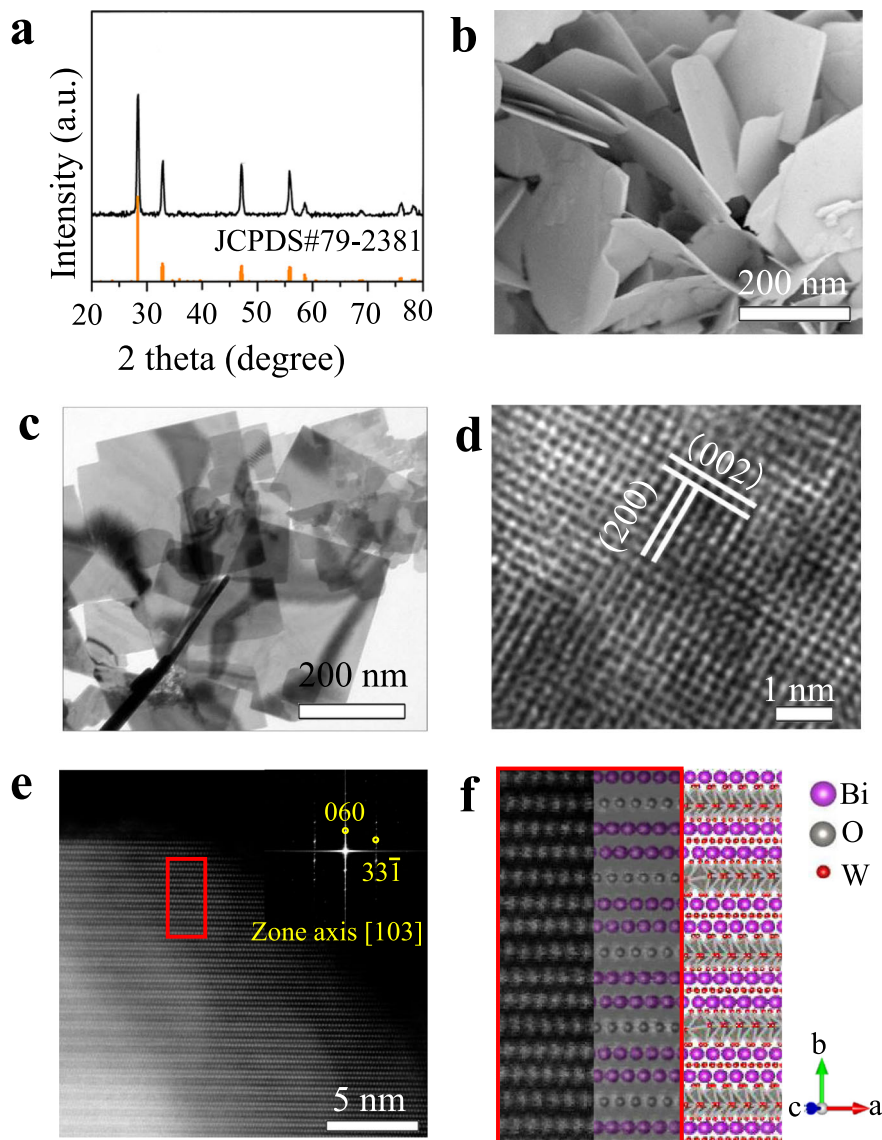 a
Intensity (a.u.)
JCPDS#79-2381
20 30 40 50 60 70 80
2 theta (degree)
b
200 nm
c
200 nm
d
(002)
(200)
1 nm
e
060
331̅
Zone axis [103]
5 nm
f
Bi
O
W
b
c
a